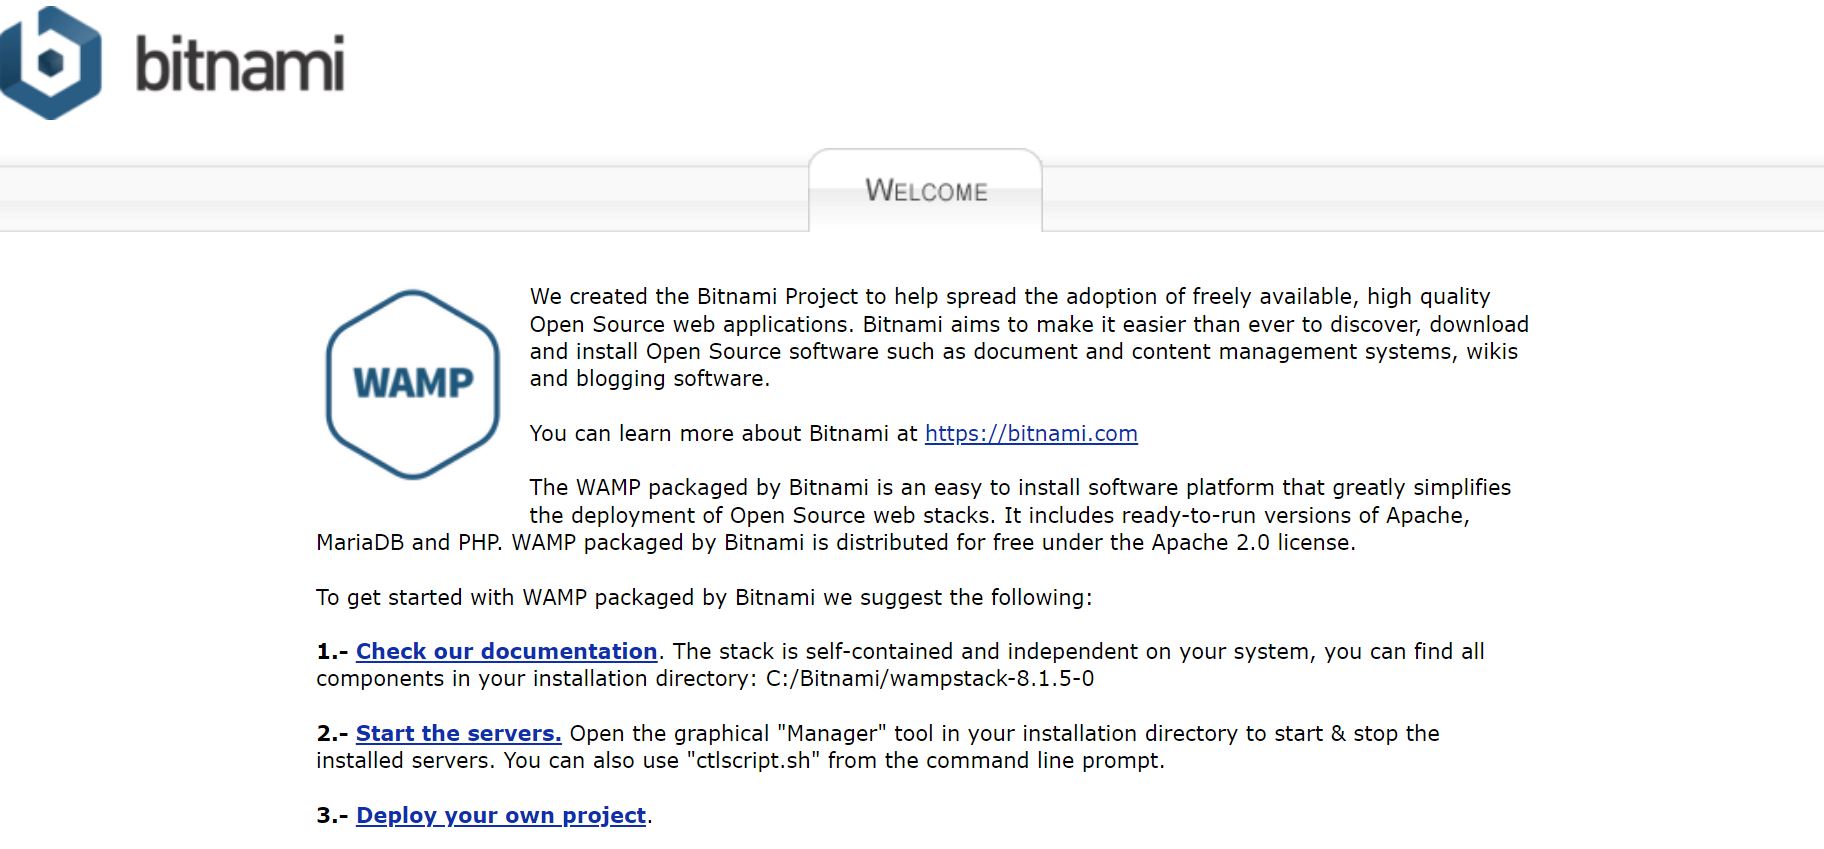 bitnami
WELCOME
We created the Bitnami Project to help spread the adoption of freely available, high quality
Open Source web applications. Bitnami aims to make it easier than ever to discover, download
and install Open Source software such as document and content management systems, wikis
and blogging software.
WAMP
You can learn more about Bitnami at https://bitnami.com
The WAMP packaged by Bitnami is an easy to install software platform that greatly simplifies
the deployment of Open Source web stacks. It includes ready-to-run versions of Apache,
MariaDB and PHP. WAMP packaged by Bitnami is distributed for free under the Apache 2.0 license.
To get started with WAMP packaged by Bitnami we suggest the following:
1.- Check our documentation. The stack is self-contained and independent on your system, you can find all
components in your installation directory: C:/Bitnami/wampstack-8.1.5-0
2.- Start the servers. Open the graphical "Manager" tool in your installation directory to start & stop the
installed servers. You can also use "ctlscript.sh" from the command line prompt.
3.- Deploy your own project.